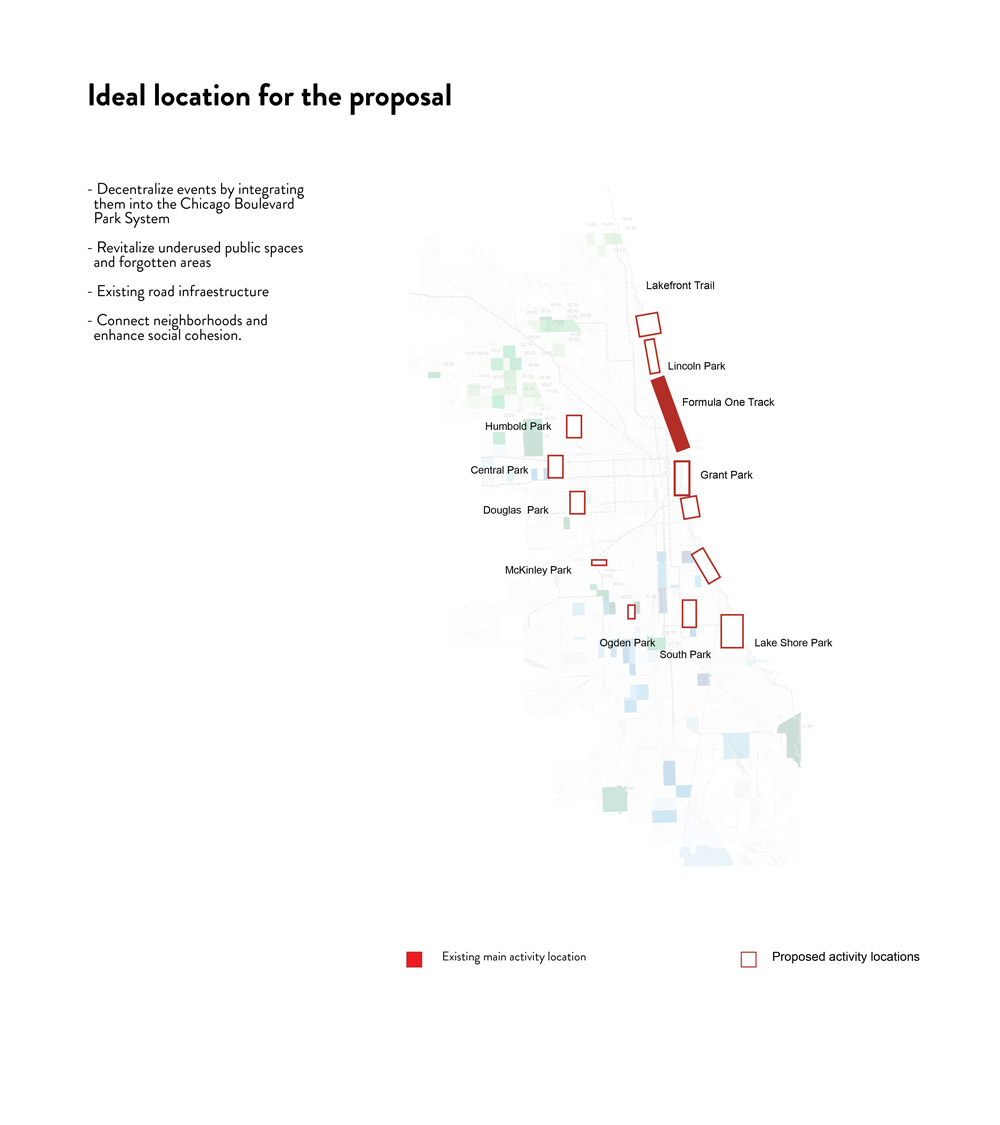 Ideal location for the proposal
- Decentralize events by integrating
them into the Chicago Boulevard
Park System
- Revitalize underused public spaces
and forgotten areas
- Existing road infraestructure
- Connect neighborhoods and
enhance social cohesion.
Lakefront Trail
Lincoln Park
Formula One Track
Humbold Park
Central Park
Grant Park
Douglas Park
McKinley Park
Ogden Park
South Park
Lake Shore Park
Existing main activity location
Proposed activity locations